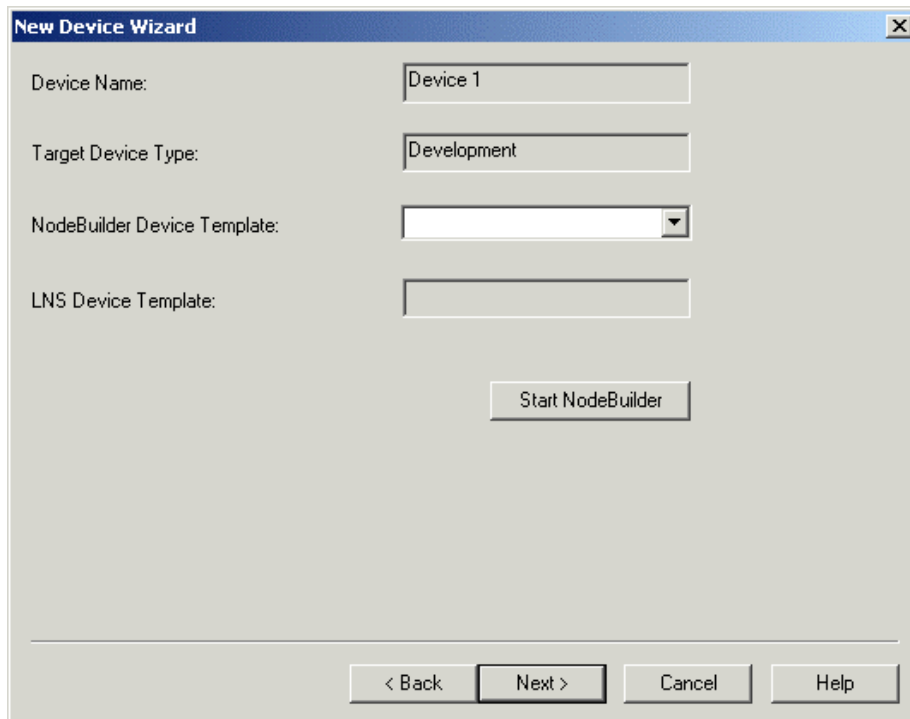 New Device Wizard
Device Name: Device 1
Target Device Type: Development
NodeBuilder Device Template:
LNS Device Template:
Start NodeBuilder
< Back Next > Cancel Help